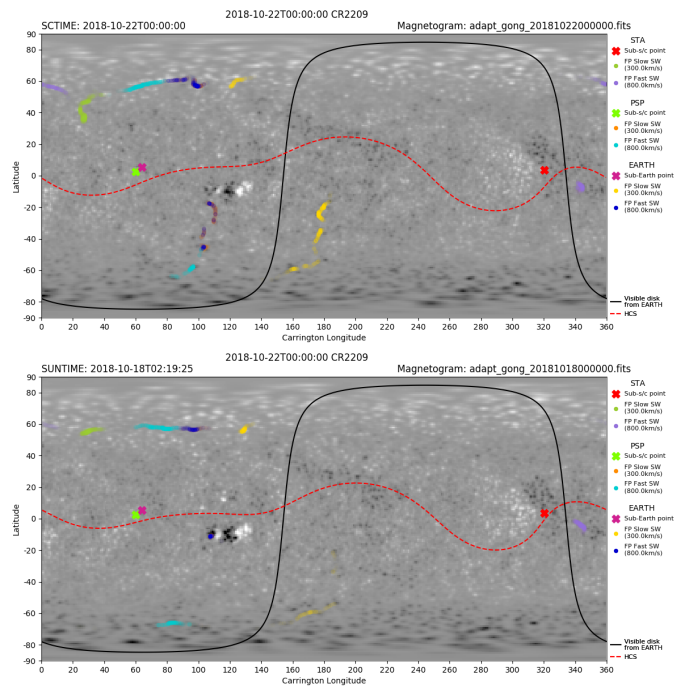 2018-10-22T00:00:00 CR2209
SCTIME: 2018-10-22T00:00:00
Magnetogram: adapt_gong_20181022000000.fits
90
80
60
40
20
0
-20
-40
-60
-80
-90
Latitude
0 20 40 60 80 100 120 140 160 180 200 220 240 260 280 300 320 340 360
Carrington Longitude
STA
Sub-s/c point
FP Slow SW
(300.0km/s)
FP Fast SW
(800.0km/s)
PSP
Sub-s/c point
FP Slow SW
(300.0km/s)
FP Fast SW
(800.0km/s)
EARTH
Sub-Earth point
FP Slow SW
(300.0km/s)
FP Fast SW
(800.0km/s)
Visible disk
from EARTH
HCS
2018-10-22T00:00:00 CR2209
SUNTIME: 2018-10-18T02:19:25
Magnetogram: adapt_gong_20181018000000.fits
90
80
60
40
20
0
-20
-40
-60
-80
-90
Latitude
0 20 40 60 80 100 120 140 160 180 200 220 240 260 280 300 320 340 360
Carrington Longitude
STA
Sub-s/c point
FP Slow SW
(300.0km/s)
FP Fast SW
(800.0km/s)
PSP
Sub-s/c point
FP Slow SW
(300.0km/s)
FP Fast SW
(800.0km/s)
EARTH
Sub-Earth point
FP Slow SW
(300.0km/s)
FP Fast SW
(800.0km/s)
Visible disk
from EARTH
HCS